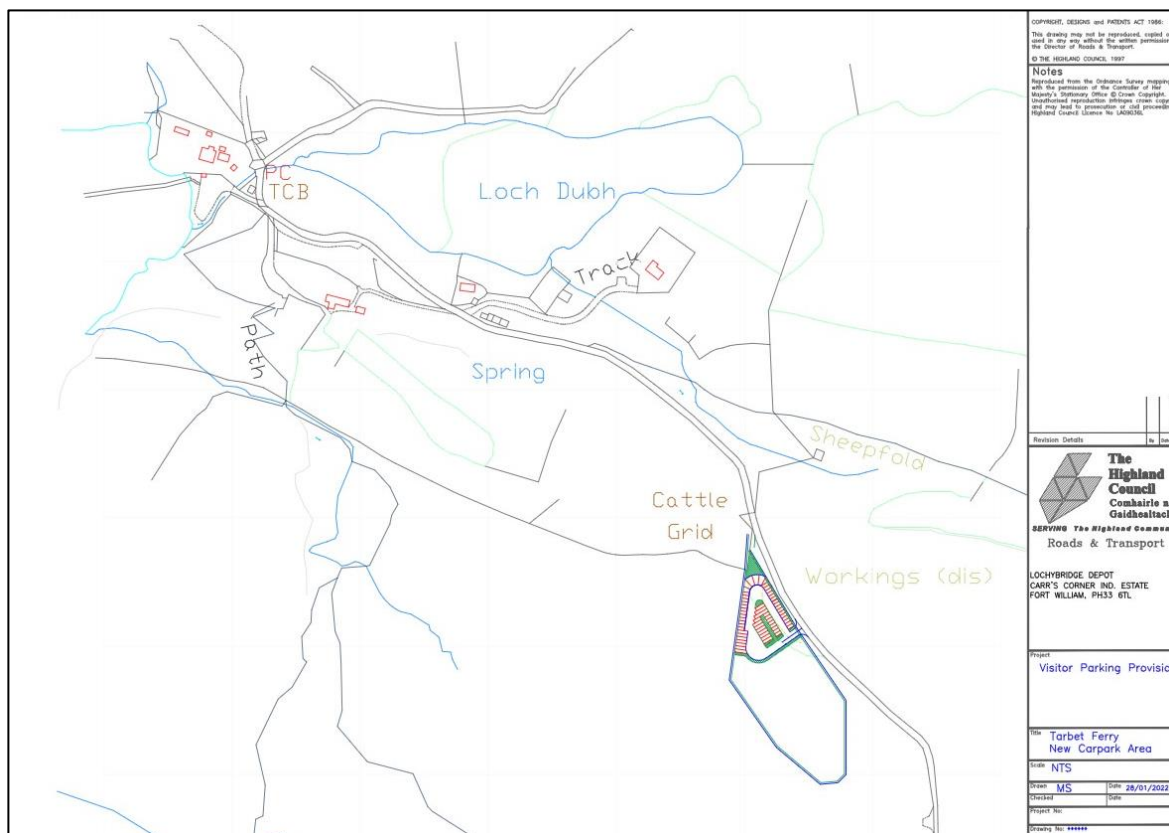 PC
TCB
Loch Dubh
Track
Path
Spring
Sheepfold
Cattle
Grid
Workings (dis)
COPYRIGHT, DESIGNS and PATENTS ACT 1988:
This drawing may not be reproduced, copied o
used in any way without the written permission
the Director of Roads & Transport.
© THE HIGHLAND COUNCIL 1997
Notes
Reproduced from the Ordnance Survey mapping
with the permission of the Controller of Her
Majesty's Stationary Office © Crown Copyright.
Unauthorised reproduction infringes crown copy
and may lead to prosecution or civil proceedin
Highland Council Licence No
Revision Details
By
The
Highland
Council
Comhairle n
Gaidhealtach
SERVING The Highland Commun
Roads & Transport
LOCHYBRIDGE DEPOT
CARR'S CORNER IND. ESTATE
FORT WILLIAM, PH33 6TL
Project
Visitor Parking Provisio
Title Tarbet Ferry
New Carpark Area
Scale NTS
Drawn MS Date 28/01/2022
Checked Date
Project No:
Drawing No: ******